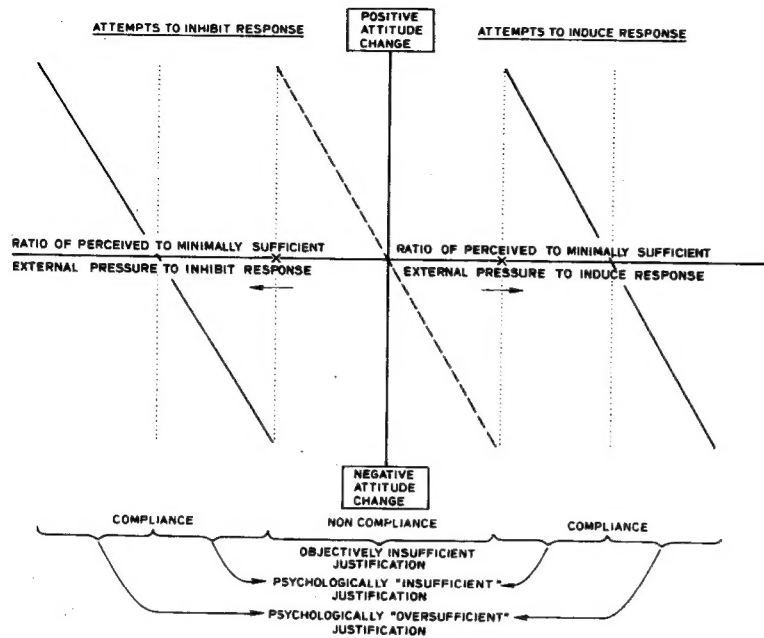 POSITIVE
ATTITUDE
CHANGE
ATTEMPTS TO INHIBIT RESPONSE
ATTEMPTS TO INDUCE RESPONSE
RATIO OF PERCEIVED TO MINIMALLY SUFFICIENT
EXTERNAL PRESSURE TO INHIBIT RESPONSE
RATIO OF PERCEIVED TO MINIMALLY SUFFICIENT
EXTERNAL PRESSURE TO INDUCE RESPONSE
NEGATIVE
ATTITUDE
CHANGE
COMPLIANCE
NON COMPLIANCE
COMPLIANCE
OBJECTIVELY INSUFFICIENT
JUSTIFICATION
PSYCHOLOGICALLY "INSUFFICIENT"
JUSTIFICATION
PSYCHOLOGICALLY "OVERSUFFICIENT"
JUSTIFICATION